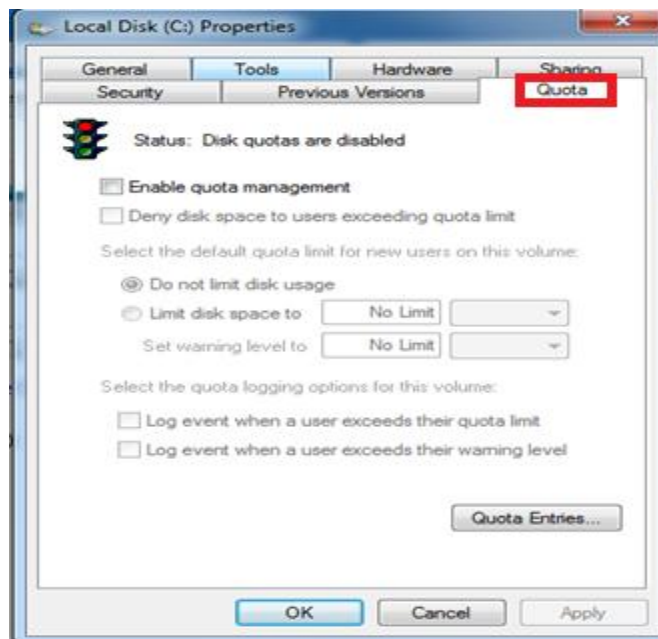 Local Disk (C:) Properties
General Tools Hardware Sharing
Security Previous Versions Quota
Status: Disk quotas are disabled
Enable quota management
Deny disk space to users exceeding quota limit
Select the default quota limit for new users on this volume:
Do not limit disk usage
Limit disk space to No Limit
Set warning level to No Limit
Select the quota logging options for this volume:
Log event when a user exceeds their quota limit
Log event when a user exceeds their warning level
Quota Entries...
OK Cancel Apply